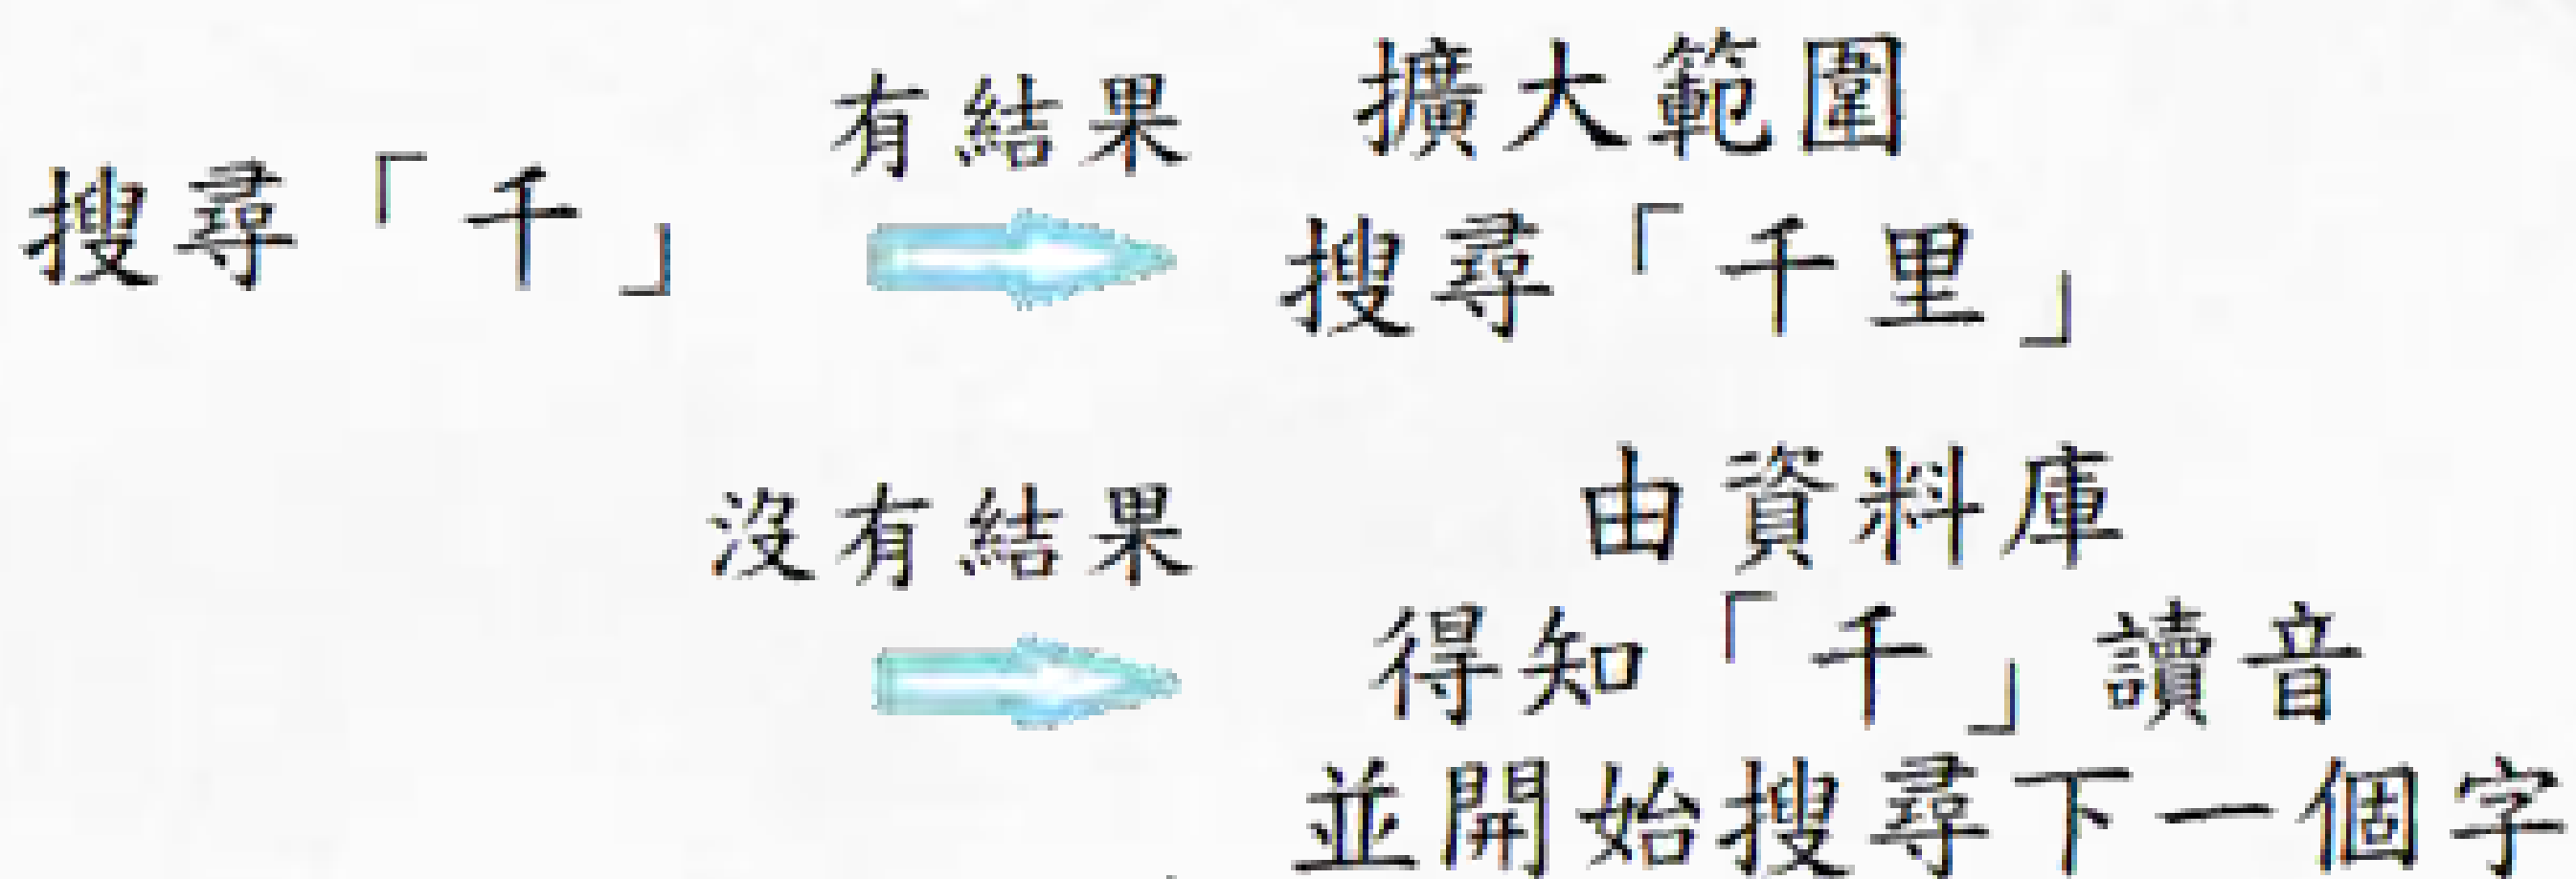 有結果
擴大範圍
搜尋「千」
搜尋「千里」
沒有結果
由資料庫
得知「千」讀音
並開始搜尋下一個字